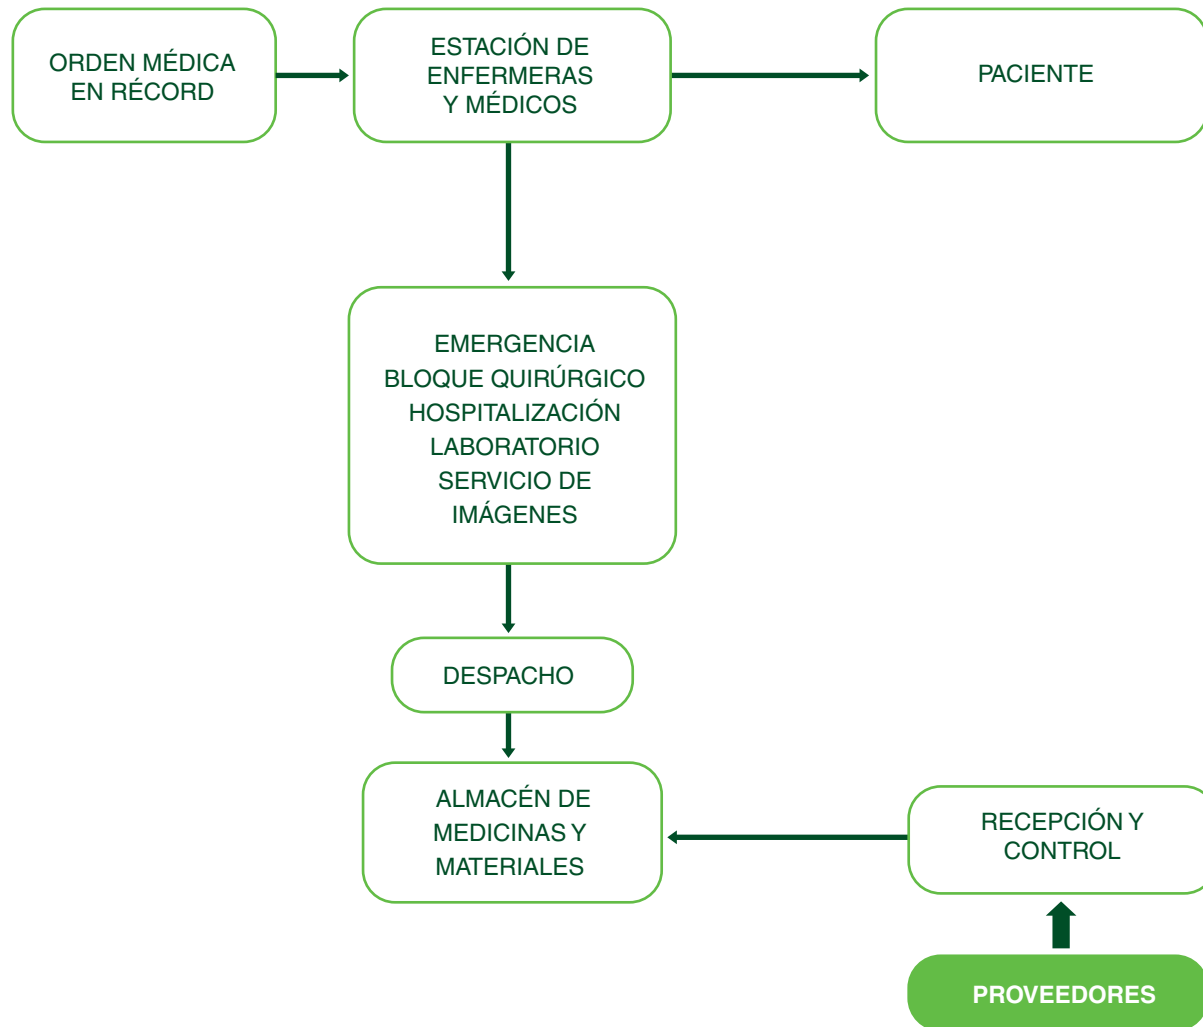 ORDEN MÉDICA
EN RÉCORD
ESTACIÓN DE
ENFERMERAS
Y MÉDICOS
PACIENTE
EMERGENCIA
BLOQUE QUIRÚRGICO
HOSPITALIZACIÓN
LABORATORIO
SERVICIO DE
IMÁGENES
DESPACHO
ALMACÉN DE
MEDICINAS Y
MATERIALES
RECEPCIÓN Y
CONTROL
PROVEEDORES